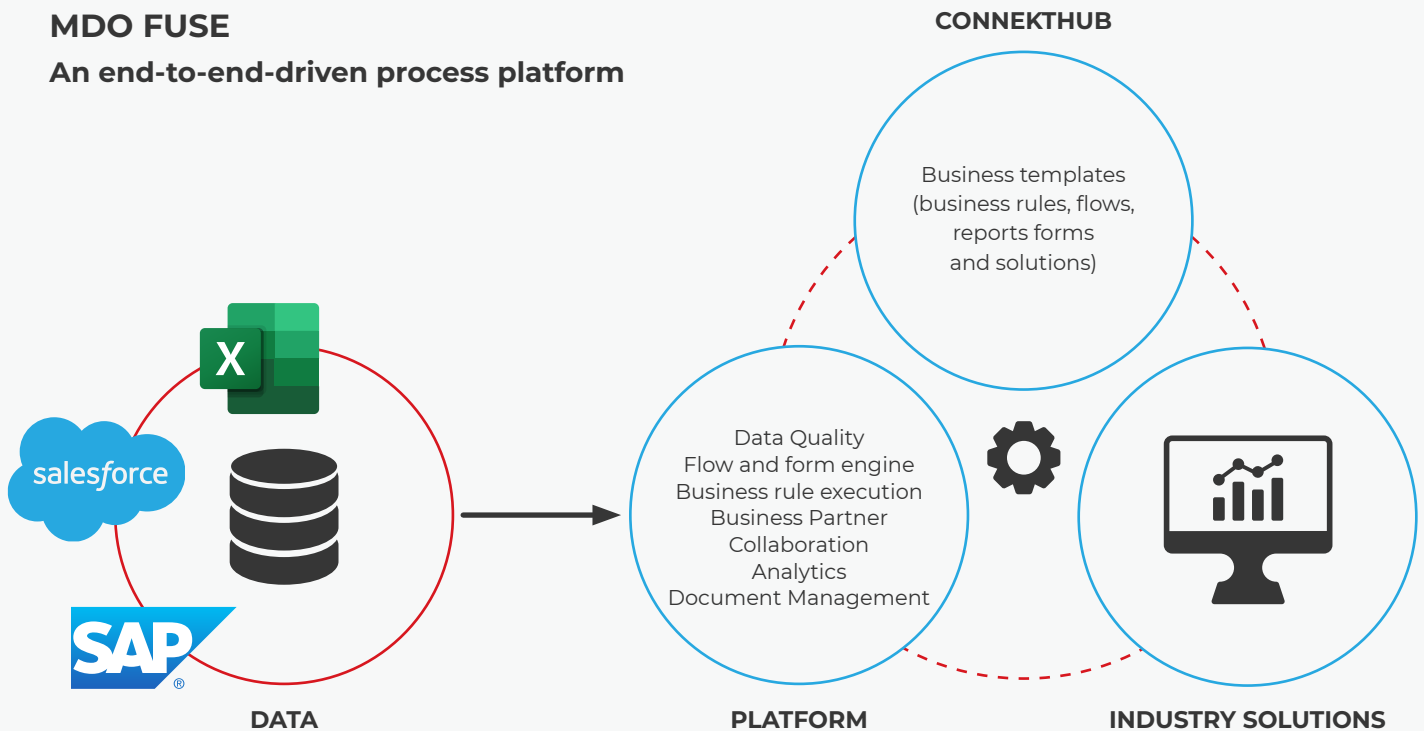 MDO FUSE
An end-to-end-driven process platform
CONNEKTHUB
Business templates
(business rules, flows,
reports forms
and solutions)
X
salesforce
SAP
®
Data Quality
Flow and form engine
Business rule execution
Business Partner
Collaboration
Analytics
Document Management
DATA
PLATFORM
INDUSTRY SOLUTIONS